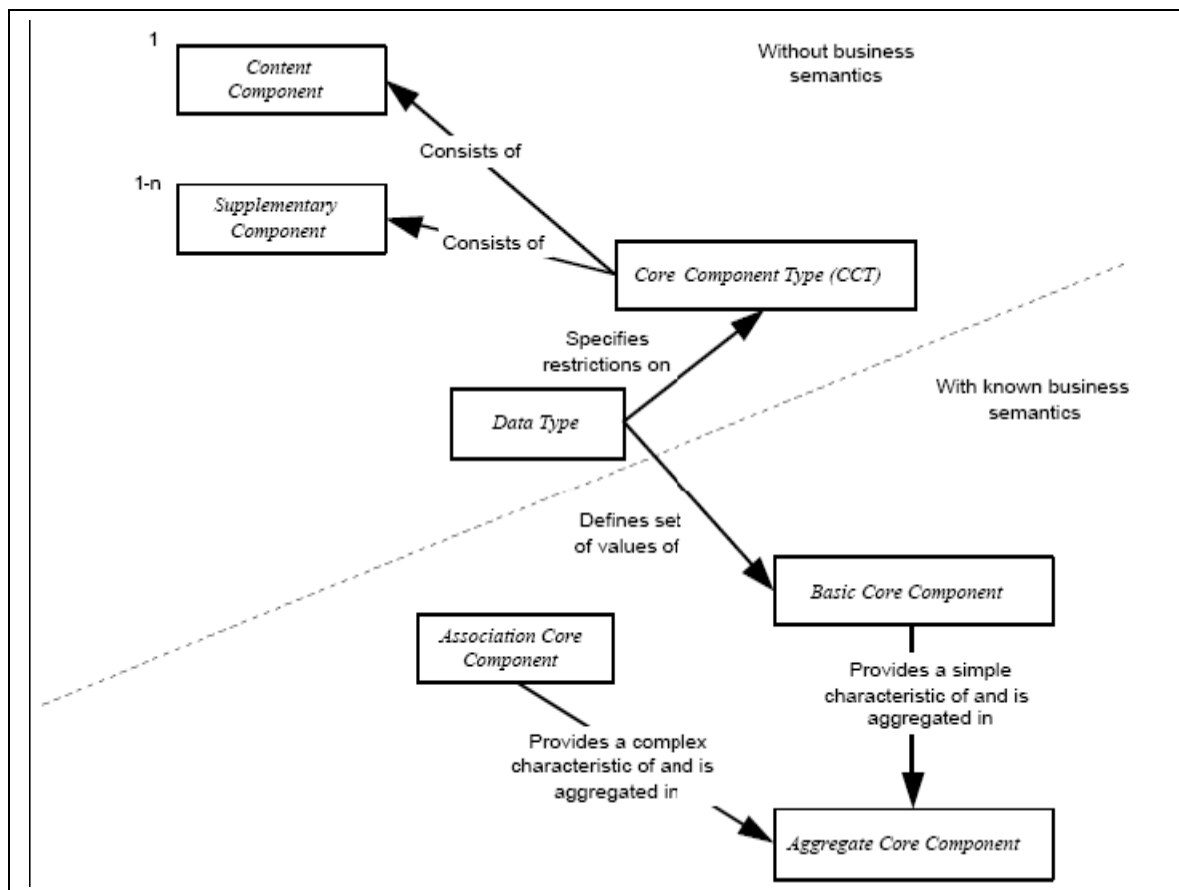 1
Content
Component
Without business
semantics
Consists of
1-n
Supplementary
Component
Consists of
Core Component Type (CCT)
Specifies
restrictions on
With known business
semantics
Data Type
Defines set
of values of
Basic Core Component
Association Core
Component
Provides a simple
characteristic of and is
aggregated in
Provides a complex
characteristic of and is
aggregated in
Aggregate Core Component